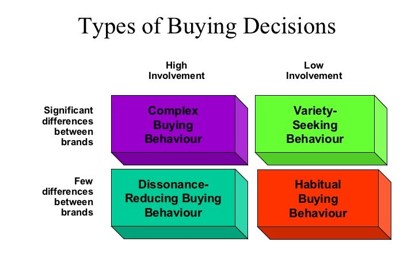 Types of Buying Decisions
High
Involvement
Low
Involvement
Significant
differences
between
brands
Complex
Buying
Behaviour
Variety-
Seeking
Behaviour
Few
differences
between
brands
Dissonance-
Reducing Buying
Behaviour
Habitual
Buying
Behaviour